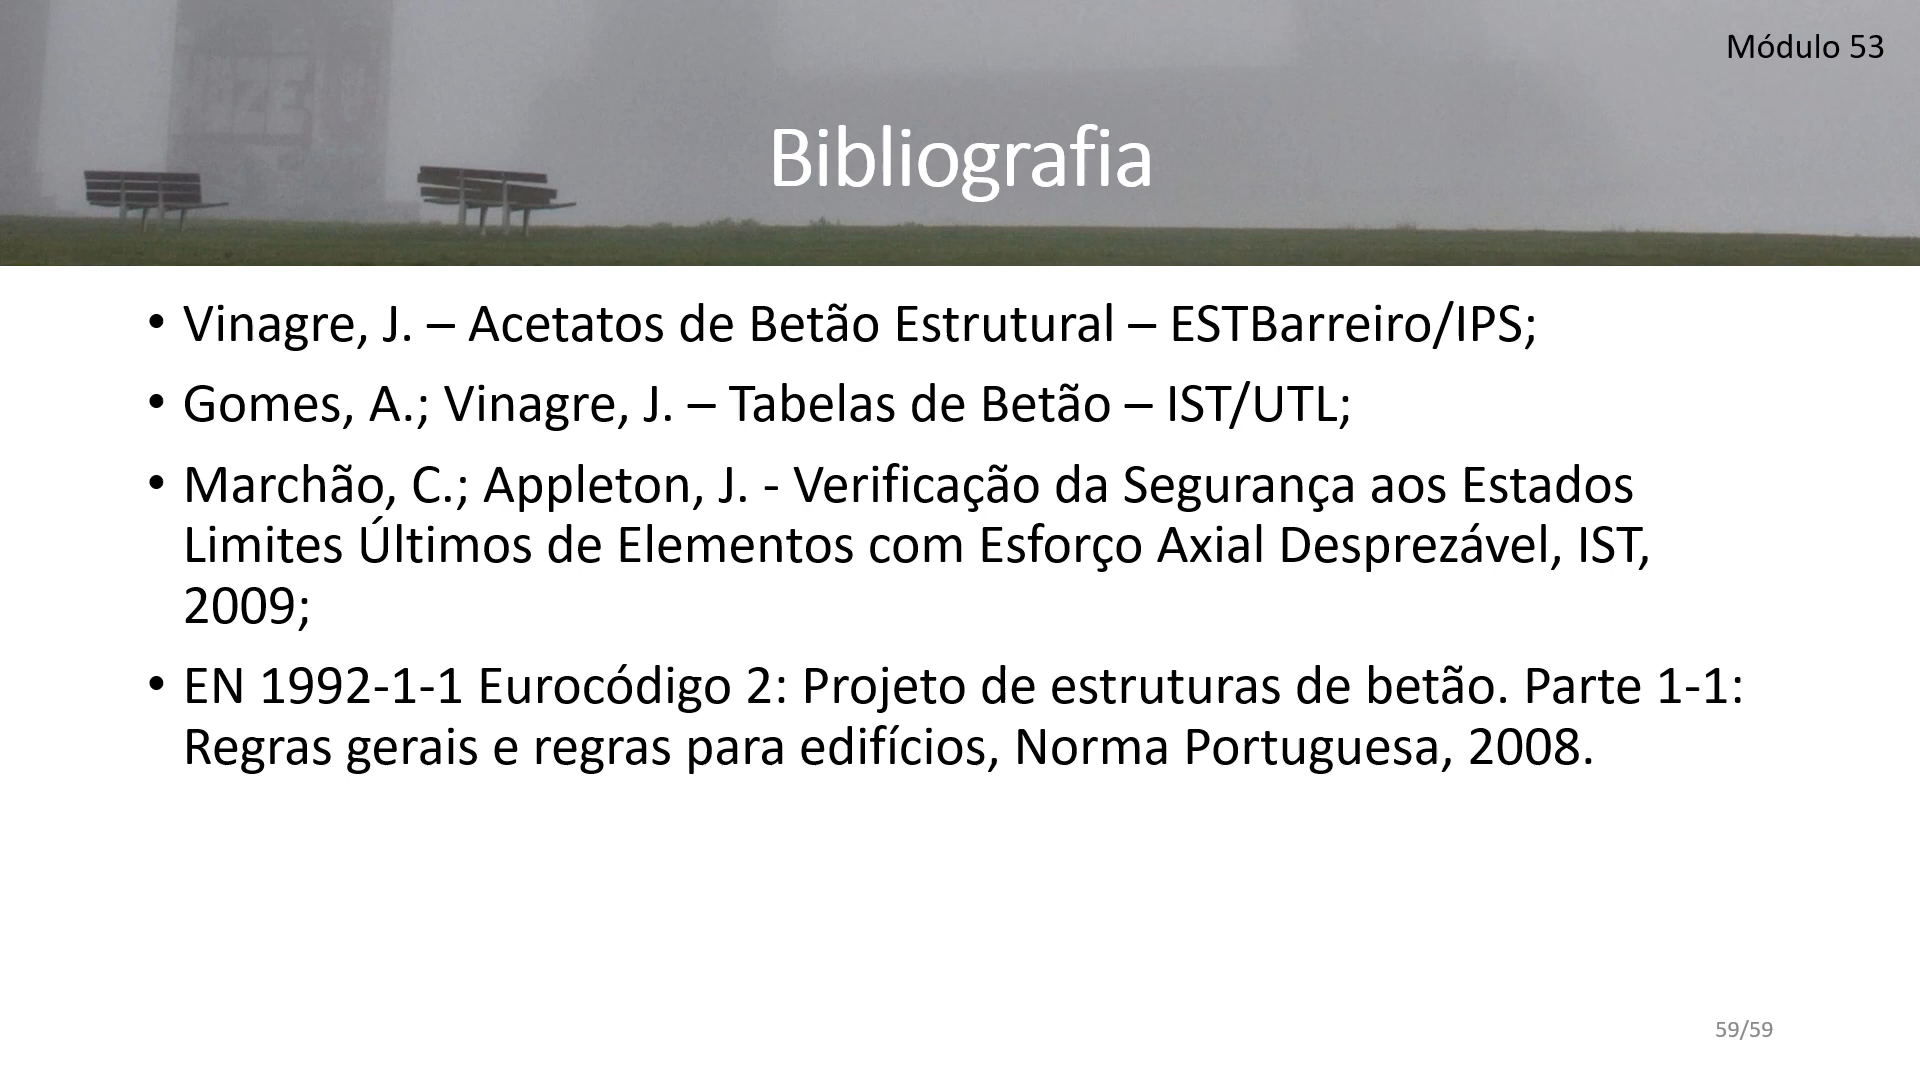 Módulo 53
Bibliografia
• Vinagre, J. – Acetatos de Betão Estrutural – ESTBarreiro/IPS;
• Gomes, A.; Vinagre, J. – Tabelas de Betão – IST/UTL;
• Marchão, C.; Appleton, J. - Verificação da Segurança aos Estados
Limites Últimos de Elementos com Esforço Axial Desprezável, IST,
2009;
• EN 1992-1-1 Eurocódigo 2: Projeto de estruturas de betão. Parte 1-1:
Regras gerais e regras para edifícios, Norma Portuguesa, 2008.
59/59